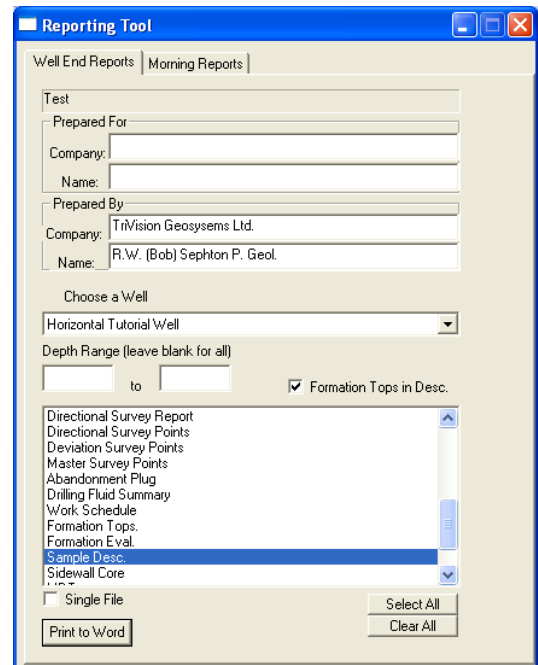 Reporting Tool
Well End Reports Morning Reports
Test
Prepared For
Company:
Name:
Prepared By
Company: TriVision Geosysems Ltd.
Name: R.W. (Bob) Sephton P. Geol.
Choose a Well
Horizontal Tutorial Well
Depth Range (leave blank for all)
to Formation Tops in Desc.
Directional Survey Report
Directional Survey Points
Deviation Survey Points
Master Survey Points
Abandonment Plug
Drilling Fluid Summary
Work Schedule
Formation Tops.
Formation Eval.
Sample Desc.
Sidewall Core
Single File
Select All
Print to Word
Clear All